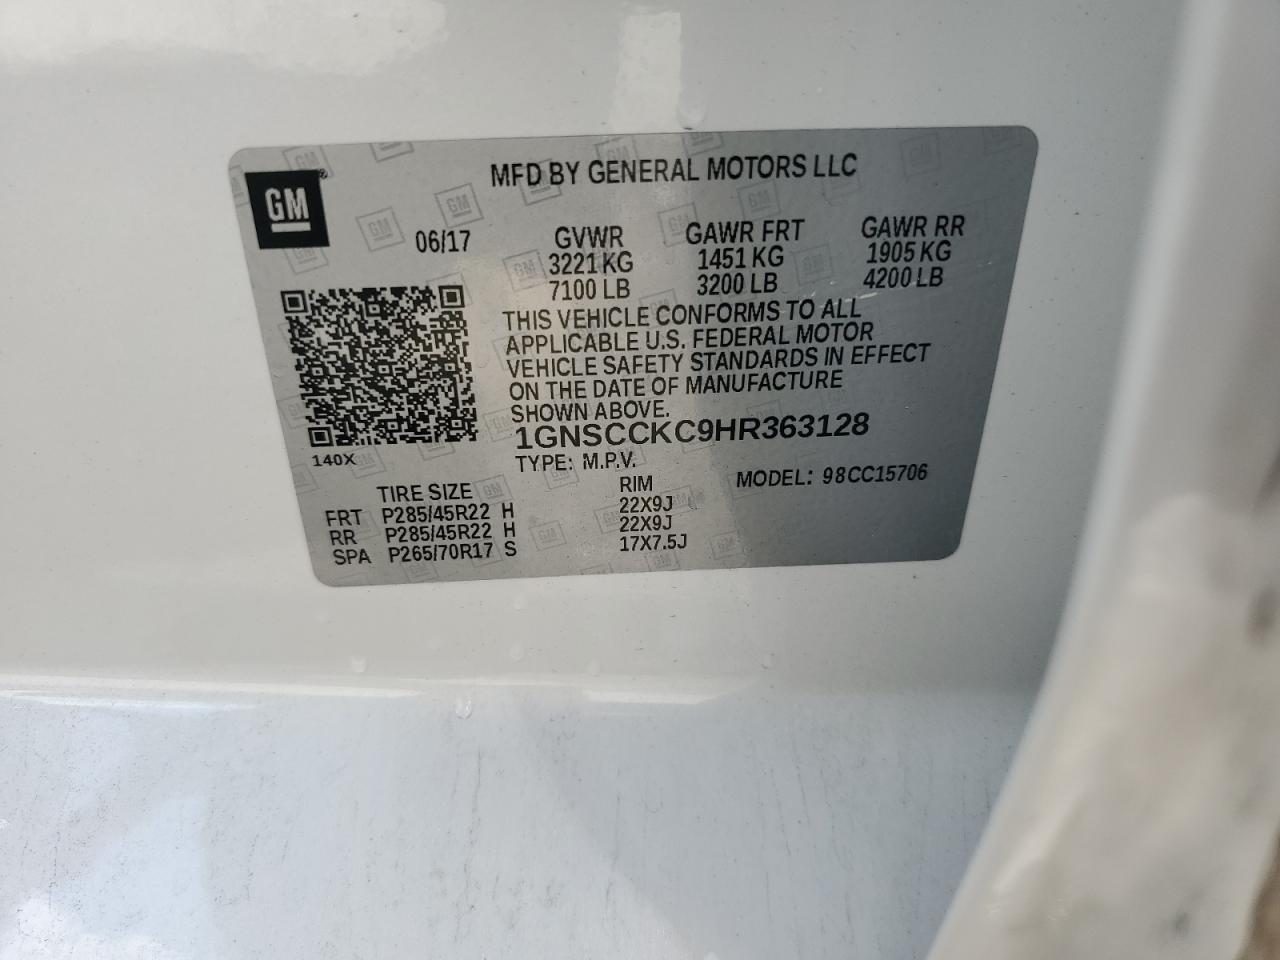 MFD BY GENERAL MOTORS LLC
GM®
06/17
GVWR GAWR FRT GAWR RR
3221 KG 1451 KG 1905 KG
7100 LB 3200 LB 4200 LB
THIS VEHICLE CONFORMS TO ALL
APPLICABLE U.S. FEDERAL MOTOR
VEHICLE SAFETY STANDARDS IN EFFECT
ON THE DATE OF MANUFACTURE
SHOWN ABOVE.
1GNSCCKC9HR363128
140X
TYPE: M.P.V. MODEL: 98CC15706
TIRE SIZE RIM
FRT P285/45R22 H 22X9J
RR P285/45R22 H 22X9J
SPA P265/70R17 S 17X7.5J